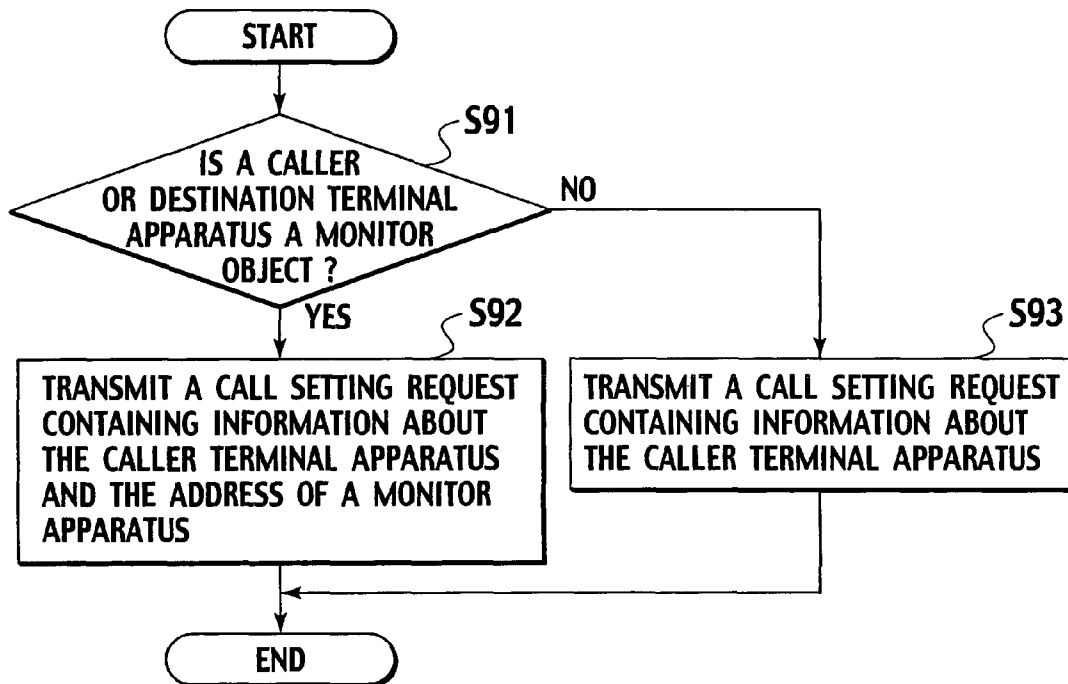 START
S91
IS A CALLER
OR DESTINATION TERMINAL
APPARATUS A MONITOR
OBJECT ?
NO
YES
S92
TRANSMIT A CALL SETTING REQUEST
CONTAINING INFORMATION ABOUT
THE CALLER TERMINAL APPARATUS
AND THE ADDRESS OF A MONITOR
APPARATUS
S93
TRANSMIT A CALL SETTING REQUEST
CONTAINING INFORMATION ABOUT
THE CALLER TERMINAL APPARATUS
END